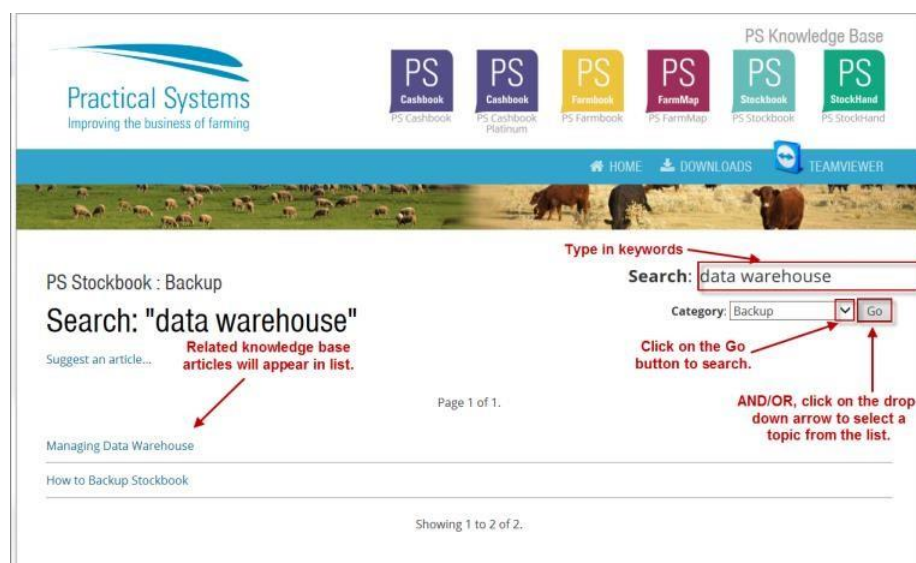 PS Knowledge Base
PS
Cashbook
PS Cashbook
PS
Cashbook
PS Cashbook
Platinum
PS
Farmbook
PS Farmbook
PS
FarmMap
PS FarmMap
PS
Stockbook
PS Stockbook
PS
StockHand
PS StockHand
Practical Systems
Improving the business of farming
HOME
DOWNLOADS
TEAMVIEWER
Type in keywords
PS Stockbook : Backup
Search: data warehouse
Search: "data warehouse"
Category: Backup
Go
Suggest an article...
Related knowledge base
articles will appear in list.
Click on the Go
button to search.
Page 1 of 1.
AND/OR, click on the drop
down arrow to select a
topic from the list.
Managing Data Warehouse
How to Backup Stockbook
Showing 1 to 2 of 2.